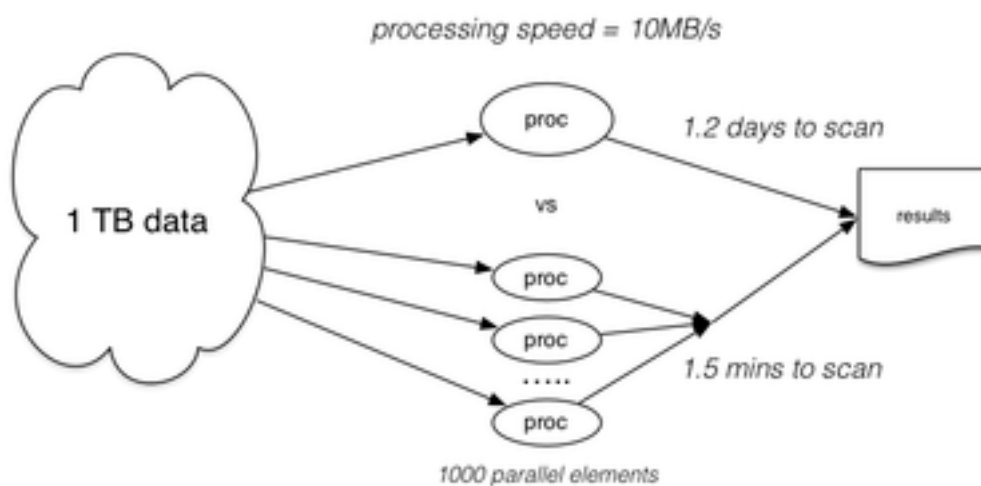 processing speed = 10MB/s
proc
1.2 days to scan
1 TB data
vs
results
proc
proc
.....
1.5 mins to scan
proc
1000 parallel elements